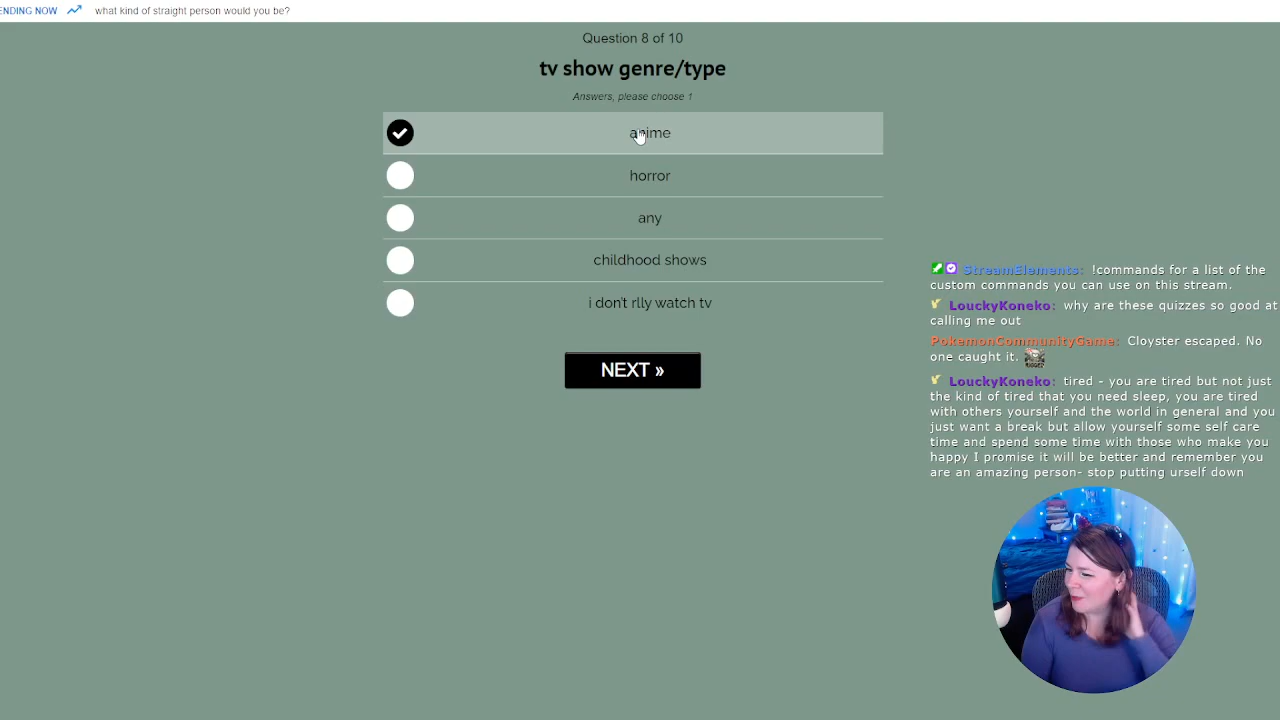 ENDING NOW what kind of straight person would you be?
Question 8 of 10
tv show genre/type
Answers, please choose 1
anime
horror
any
childhood shows
i don't rlly watch tv
NEXT »
StreamElements: !commands for a list of the
custom commands you can use on this stream.
LouckyKoneko: why are these quizzes so good at
calling me out
PokemonCommunityGame: Cloyster escaped. No
one caught it.
LouckyKoneko: tired - you are tired but not just
the kind of tired that you need sleep, you are tired
with others yourself and the world in general and you
just want a break but allow yourself some self care
time and spend some time with those who make you
happy I promise it will be better and remember you
are an amazing person- stop putting urself down